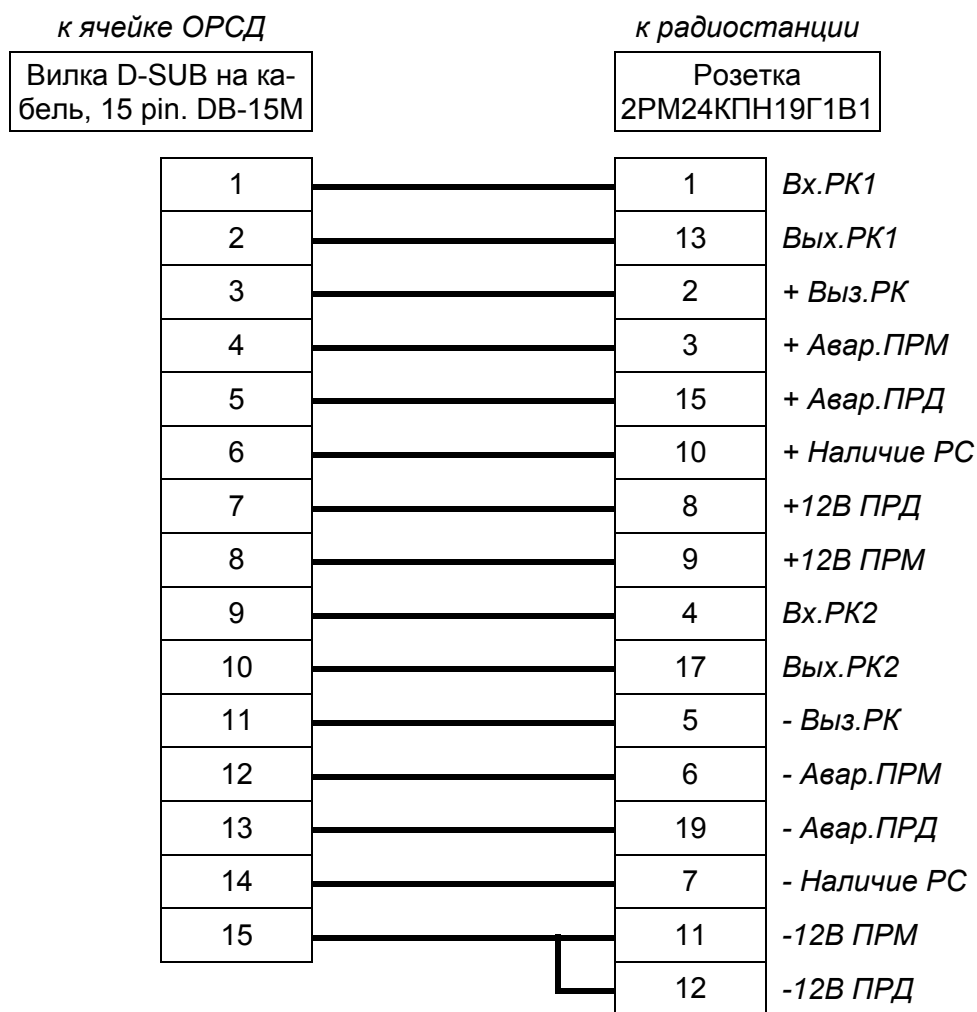 к ячейке ОРСД к радиостанции
Вилка D-SUB на ка-
бель, 15 pin. DB-15M
Розетка
2РМ24КПН19Г1В1
1 1 Вх.РК1
2 13 Вых.РК1
3 2 + Выз.РК
4 3 + Авар.ПРМ
5 15 + Авар.ПРД
6 10 + Наличие РС
7 8 +12В ПРД
8 9 +12В ПРМ
9 4 Вх.РК2
10 17 Вых.РК2
11 5 - Выз.РК
12 6 - Авар.ПРМ
13 19 - Авар.ПРД
14 7 - Наличие РС
15 11 -12В ПРМ
12 -12В ПРД